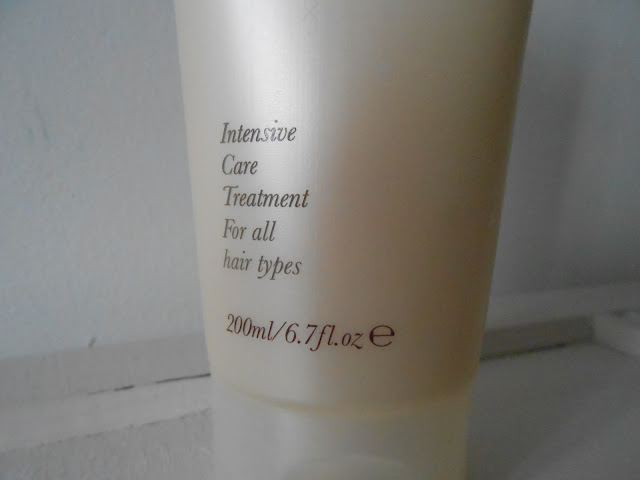 Intensive
Care
Treatment
For all
hair types
200ml/6.7fl.oz℮